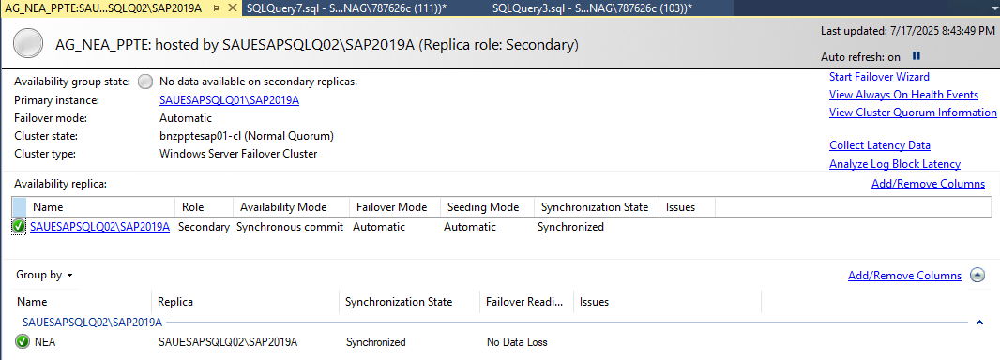 AG_NEA_PPTE:SAU...SQLQ02\SAP2019A SQLQuery7.sql - S...NAG\787626c (111))* SQLQuery3.sql - S...NAG\787626c (103))*
AG_NEA_PPTE: hosted by SAUESAPSQLQ02\SAP2019A (Replica role: Secondary)
Last updated: 7/17/2025 8:43:49 PM
Auto refresh: on
Availability group state: No data available on secondary replicas.
Primary instance: SAUESAPSQLQ01\SAP2019A
Failover mode: Automatic
Cluster state: bnzpptesap01-cl (Normal Quorum)
Cluster type: Windows Server Failover Cluster
Start Failover Wizard
View Always On Health Events
View Cluster Quorum Information
Collect Latency Data
Analyze Log Block Latency
Availability replica: Add/Remove Columns
Name Role Availability Mode Failover Mode Seeding Mode Synchronization State Issues
SAUESAPSQLQ02\SAP2019A Secondary Synchronous commit Automatic Automatic Synchronized
Group by Add/Remove Columns
Name Replica Synchronization State Failover Readi... Issues
SAUESAPSQLQ02\SAP2019A
NEA SAUESAPSQLQ02\SAP2019A Synchronized No Data Loss